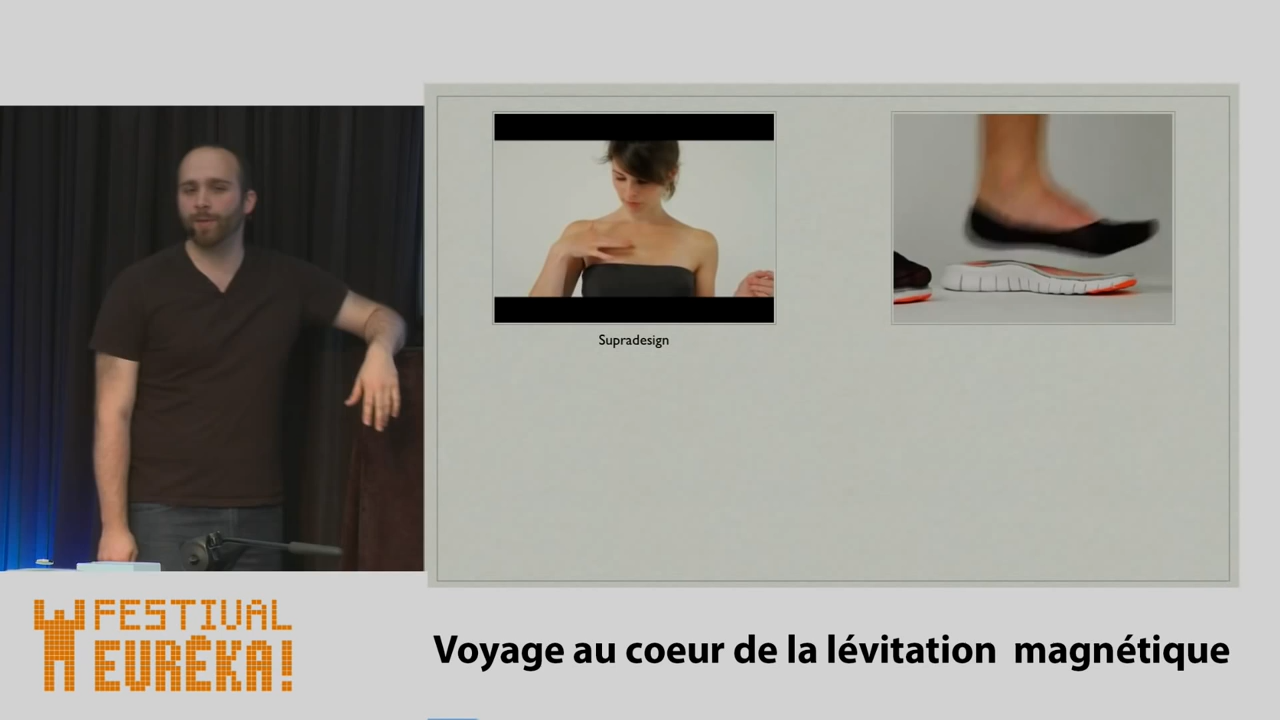 Supradesign
FESTIVAL
EURÊKA!
Voyage au coeur de la lévitation magnétique